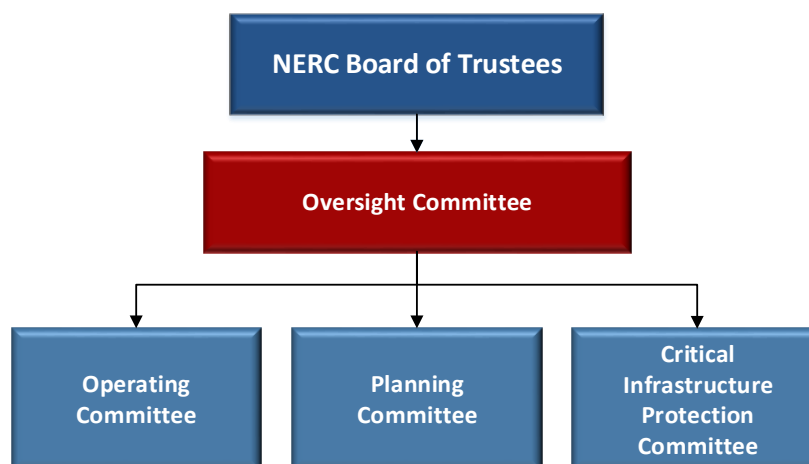 NERC Board of Trustees
Oversight Committee
Operating
Committee
Planning
Committee
Critical
Infrastructure
Protection
Committee